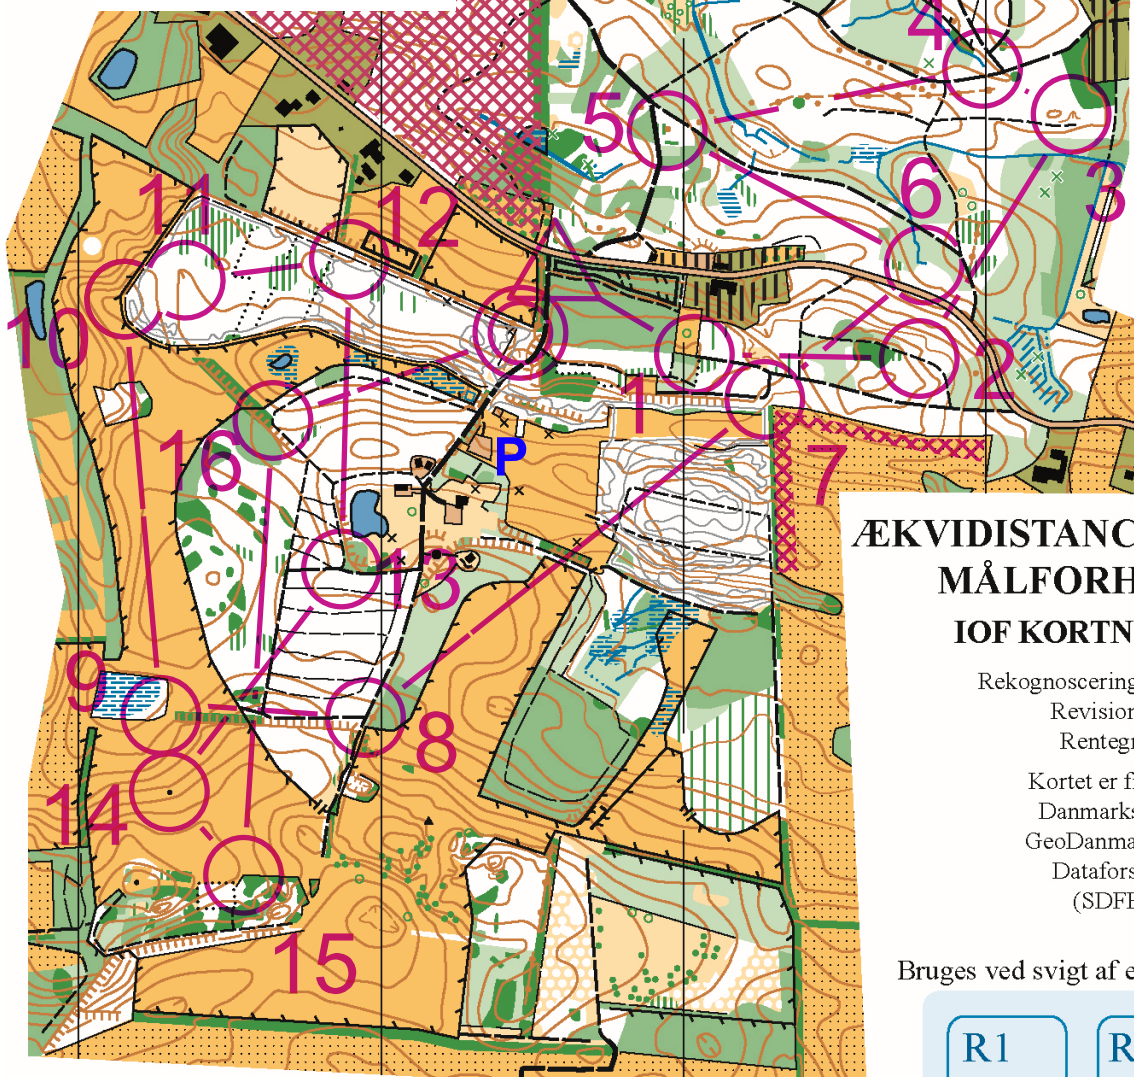 4
5
6
3
11
12
10
2
1
P
16
7
13
ÆKVIDISTANC
MÅLFORH
IOF KORTN
Rekognoscering
Revision
Rentegn
9
8
14
Kortet er f
Danmarks
GeoDanma
Datafors
(SDF
15
Bruges ved svigt af e
R1
R